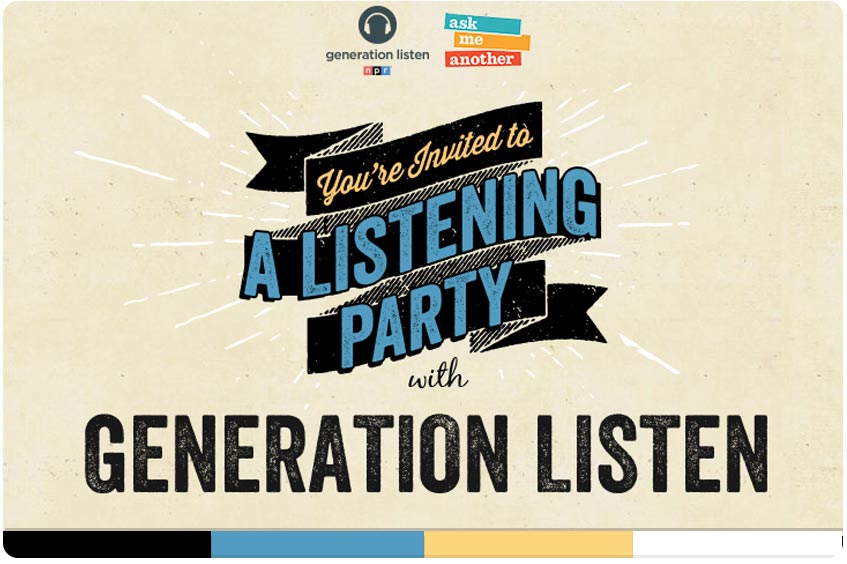 generation listen
npr
ask
me
another
You're Invited to
A LISTENING
PARTY
with
GENERATION LISTEN